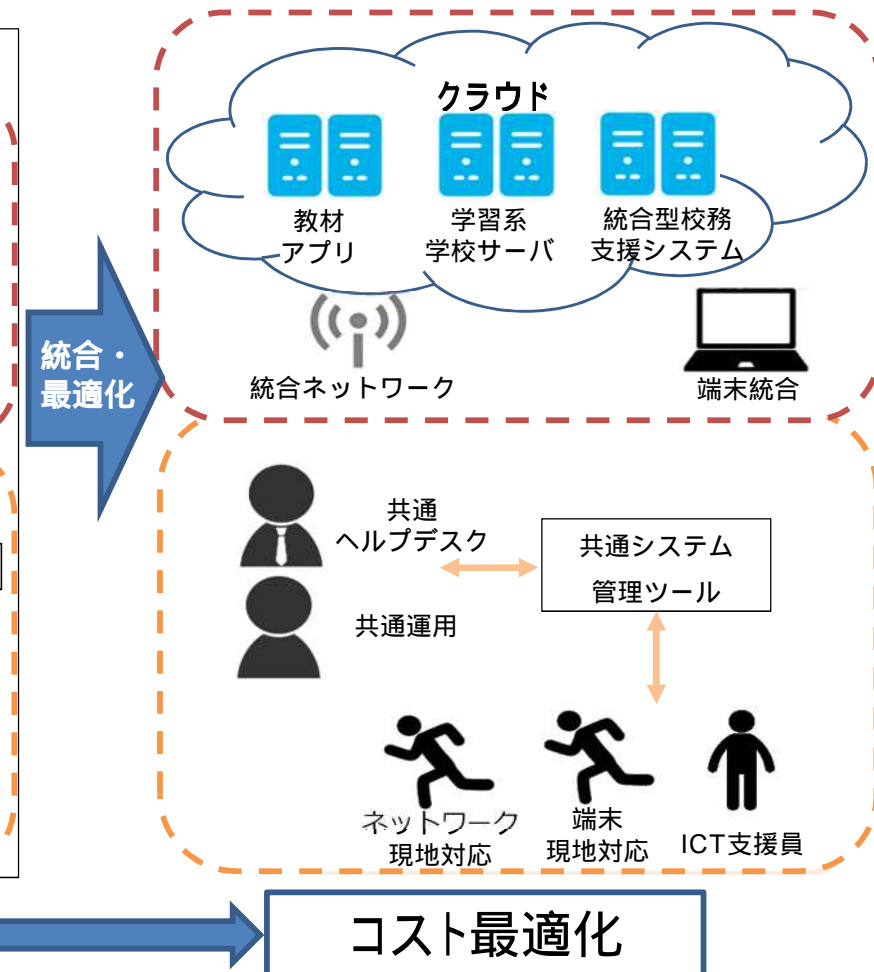 クラウド
教材
アプリ
学習系
学校サーバ
統合型校務
支援システム
統合・
最適化
統合ネットワーク
端末統合
共通
ヘルプデスク
共通システム
管理ツール
共通運用
ネットワーク
現地対応
端末
現地対応
ICT支援員
コスト最適化